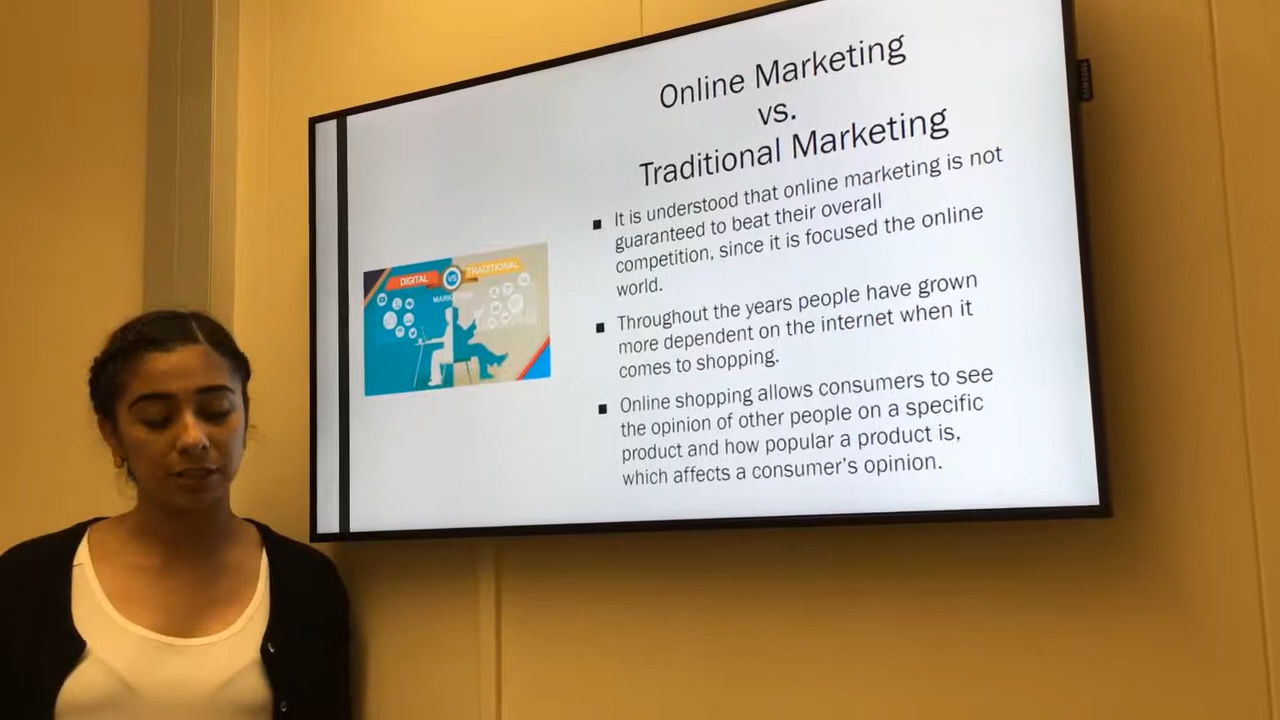 Online Marketing
vs.
Traditional Marketing
■ It is understood that online marketing is not
guaranteed to beat their overall
competition, since it is focused the online
world.
■ Throughout the years people have grown
more dependent on the internet when it
comes to shopping.
■ Online shopping allows consumers to see
the opinion of other people on a specific
product and how popular a product is,
which affects a consumer's opinion.
DIGITAL VS TRADITIONAL
SAMSUNG